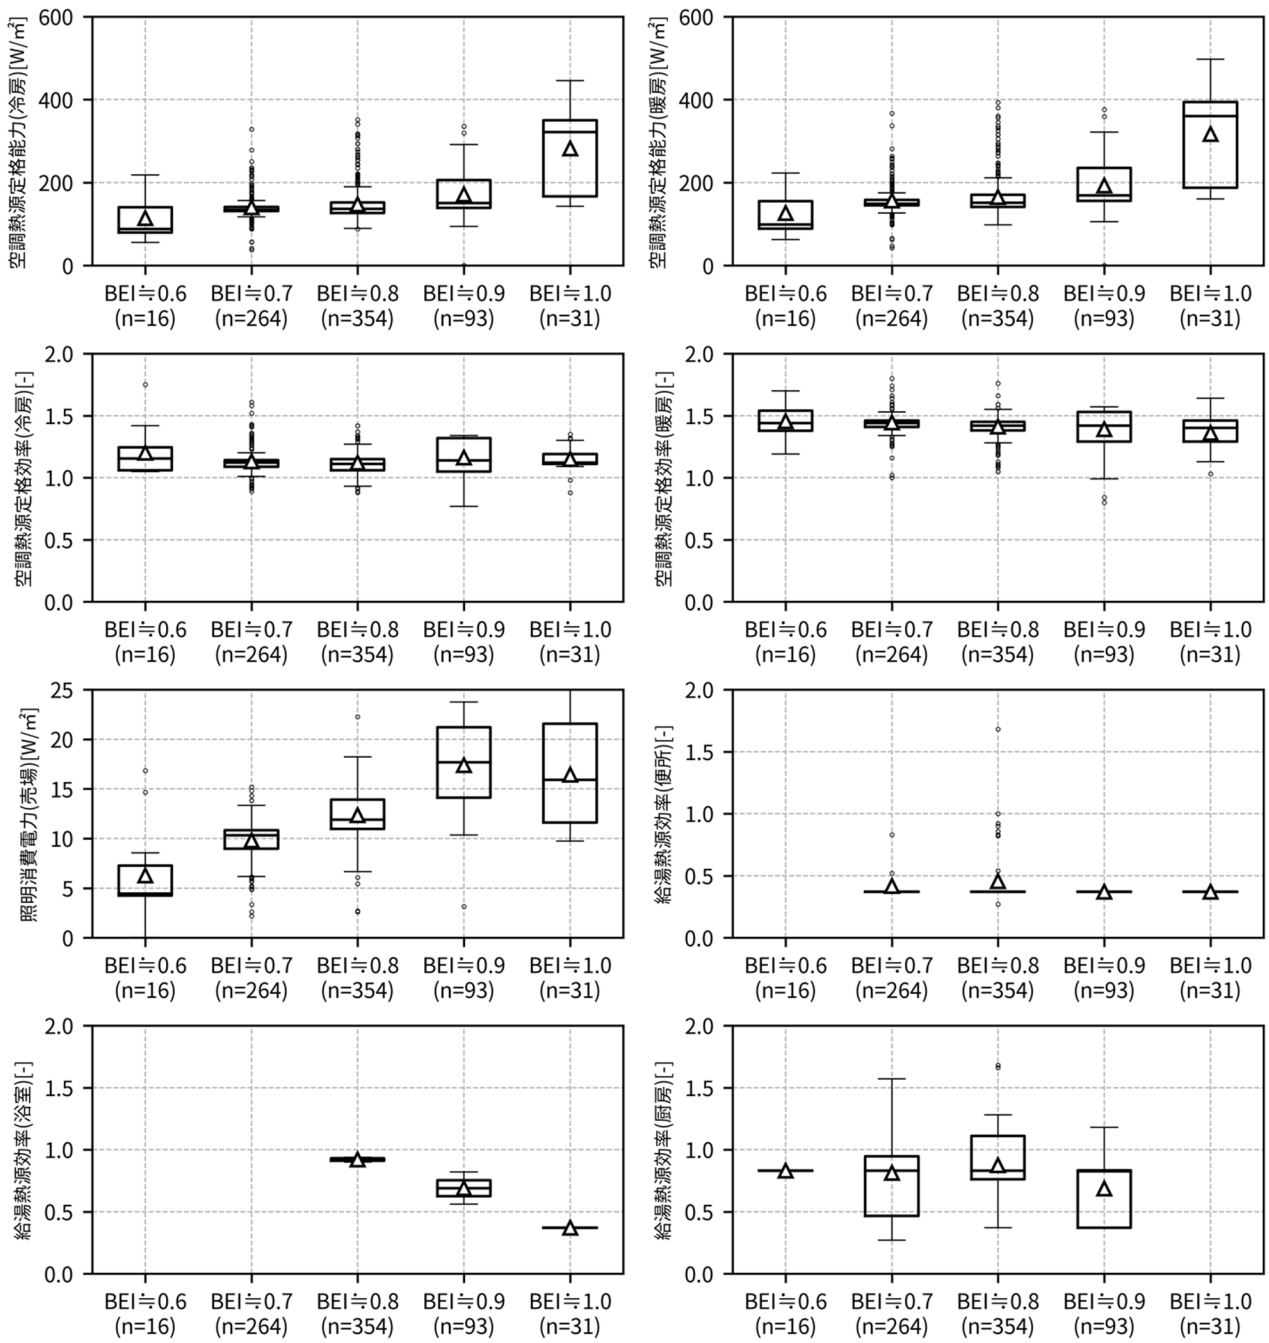 空調熱源定格能力(冷房)[W/㎡]
600
400
200
0
BEI≒0.6 BEI≒0.7 BEI≒0.8 BEI≒0.9 BEI≒1.0
(n=16) (n=264) (n=354) (n=93) (n=31)
空調熱源定格能力(暖房)[W/㎡]
600
400
200
0
BEI≒0.6 BEI≒0.7 BEI≒0.8 BEI≒0.9 BEI≒1.0
(n=16) (n=264) (n=354) (n=93) (n=31)
空調熱源定格効率(冷房)[-]
2.0
1.5
1.0
0.5
0.0
BEI≒0.6 BEI≒0.7 BEI≒0.8 BEI≒0.9 BEI≒1.0
(n=16) (n=264) (n=354) (n=93) (n=31)
空調熱源定格効率(暖房)[-]
2.0
1.5
1.0
0.5
0.0
BEI≒0.6 BEI≒0.7 BEI≒0.8 BEI≒0.9 BEI≒1.0
(n=16) (n=264) (n=354) (n=93) (n=31)
照明消費電力(売場)[W/㎡]
25
20
15
10
5
0
BEI≒0.6 BEI≒0.7 BEI≒0.8 BEI≒0.9 BEI≒1.0
(n=16) (n=264) (n=354) (n=93) (n=31)
給湯熱源効率(便所)[-]
2.0
1.5
1.0
0.5
0.0
BEI≒0.6 BEI≒0.7 BEI≒0.8 BEI≒0.9 BEI≒1.0
(n=16) (n=264) (n=354) (n=93) (n=31)
給湯熱源効率(浴室)[-]
2.0
1.5
1.0
0.5
0.0
BEI≒0.6 BEI≒0.7 BEI≒0.8 BEI≒0.9 BEI≒1.0
(n=16) (n=264) (n=354) (n=93) (n=31)
給湯熱源効率(厨房)[-]
2.0
1.5
1.0
0.5
0.0
BEI≒0.6 BEI≒0.7 BEI≒0.8 BEI≒0.9 BEI≒1.0
(n=16) (n=264) (n=354) (n=93) (n=31)